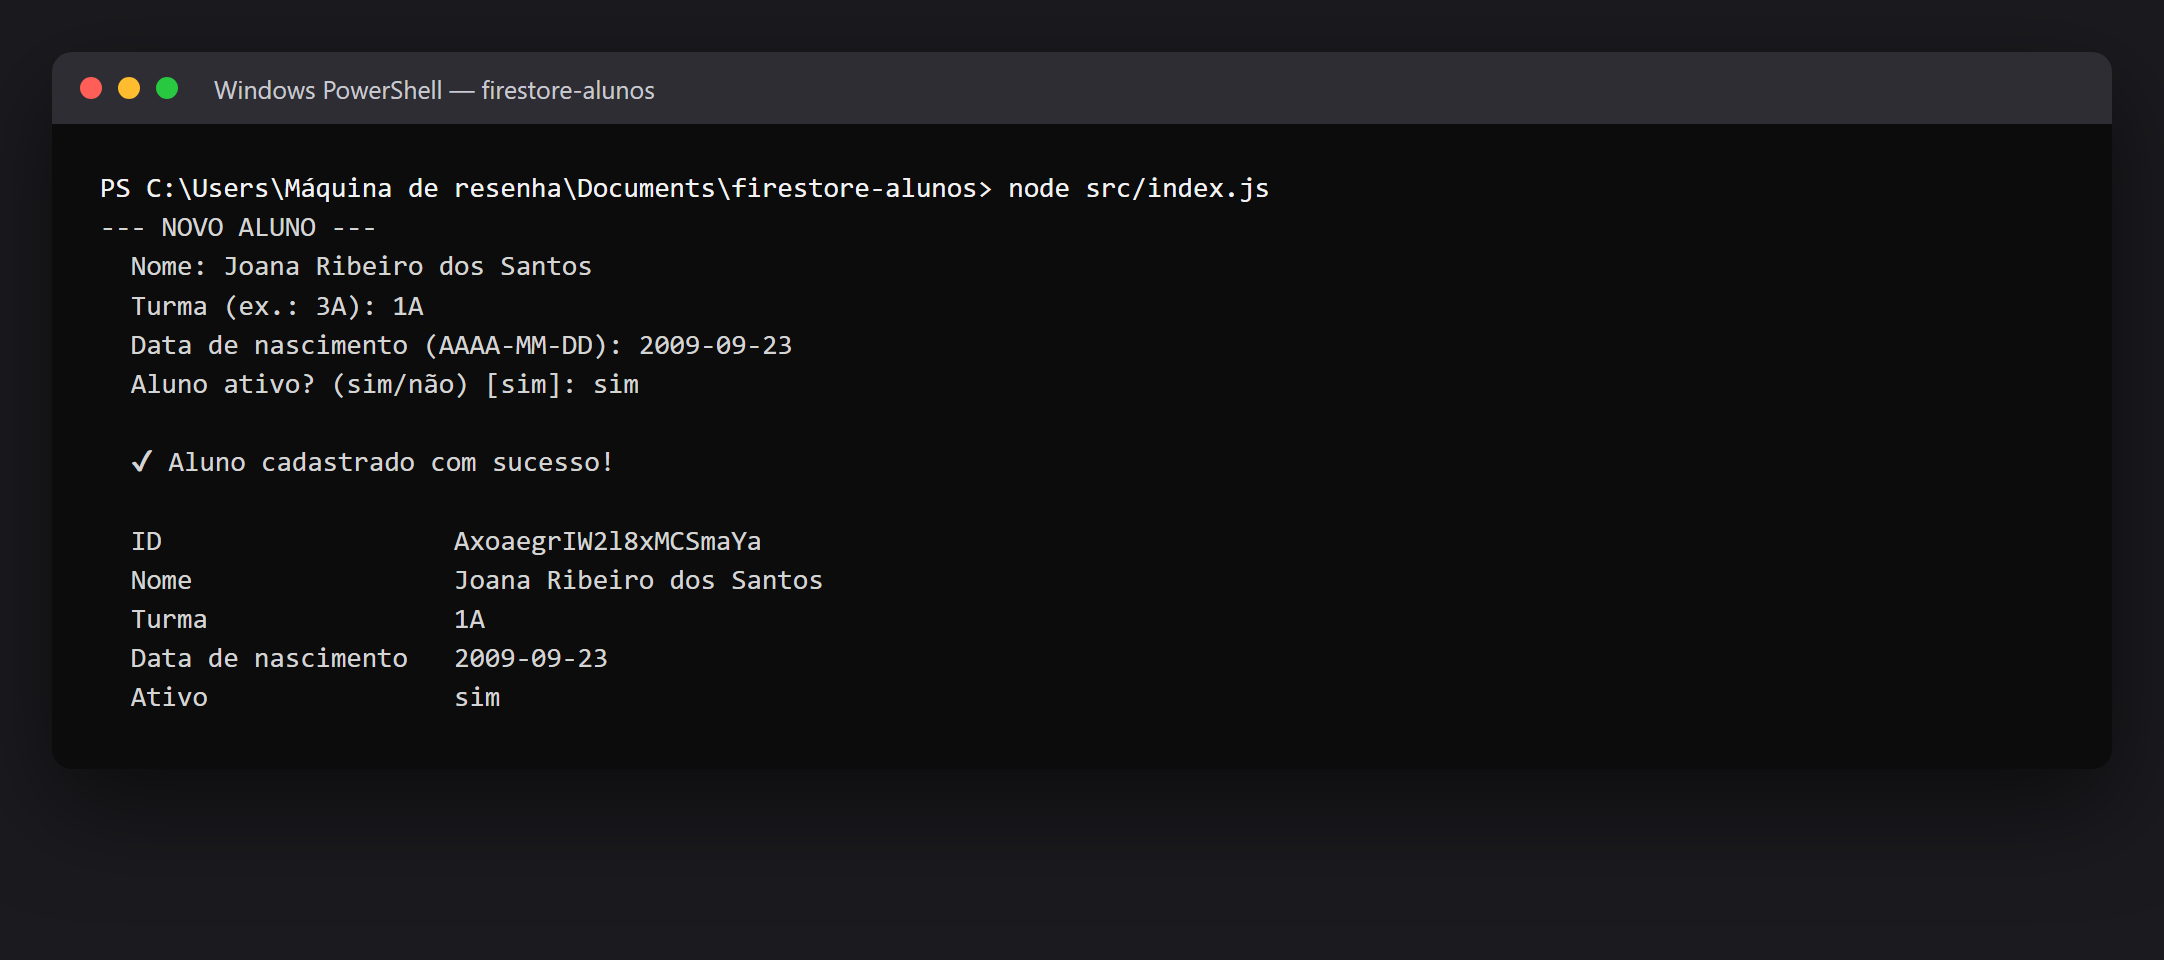 Windows PowerShell — firestore-alunos
PS C:\Users\Máquina de resenha\Documents\firestore-alunos> node src/index.js
--- NOVO ALUNO ---
Nome: Joana Ribeiro dos Santos
Turma (ex.: 3A): 1A
Data de nascimento (AAAA-MM-DD): 2009-09-23
Aluno ativo? (sim/não) [sim]: sim
✓ Aluno cadastrado com sucesso!
ID AxoaegrIW2l8xMCSmaYa
Nome Joana Ribeiro dos Santos
Turma 1A
Data de nascimento 2009-09-23
Ativo sim